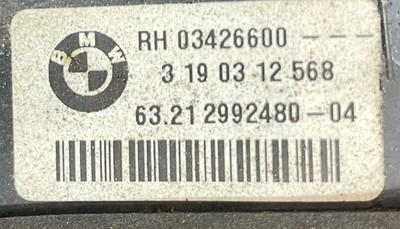 BMW
RH 03426600 ---
3 19 03 12 568
63.21 2992480-04